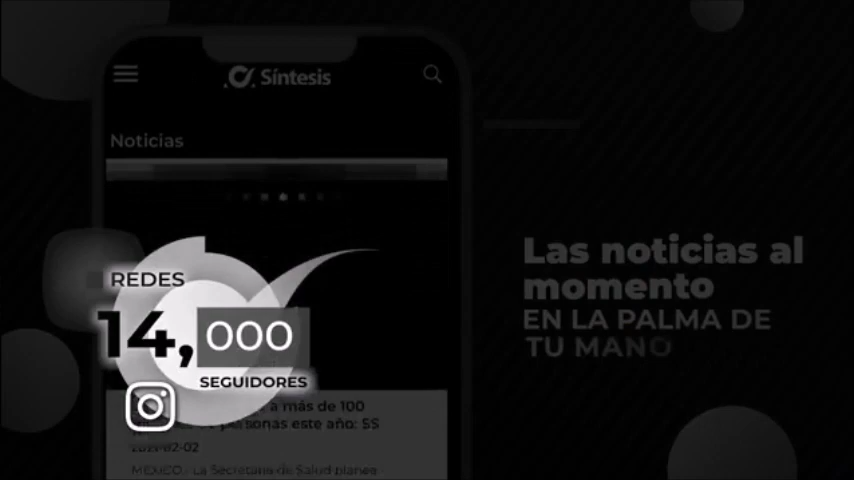 Síntesis
Noticias
Las noticias al
momento
EN LA PALMA DE
TU MANO
REDES
14,000
SEGUIDORES
a más de 100
personas este año: SS
MÉXICO.- La Secretaría de Salud planea